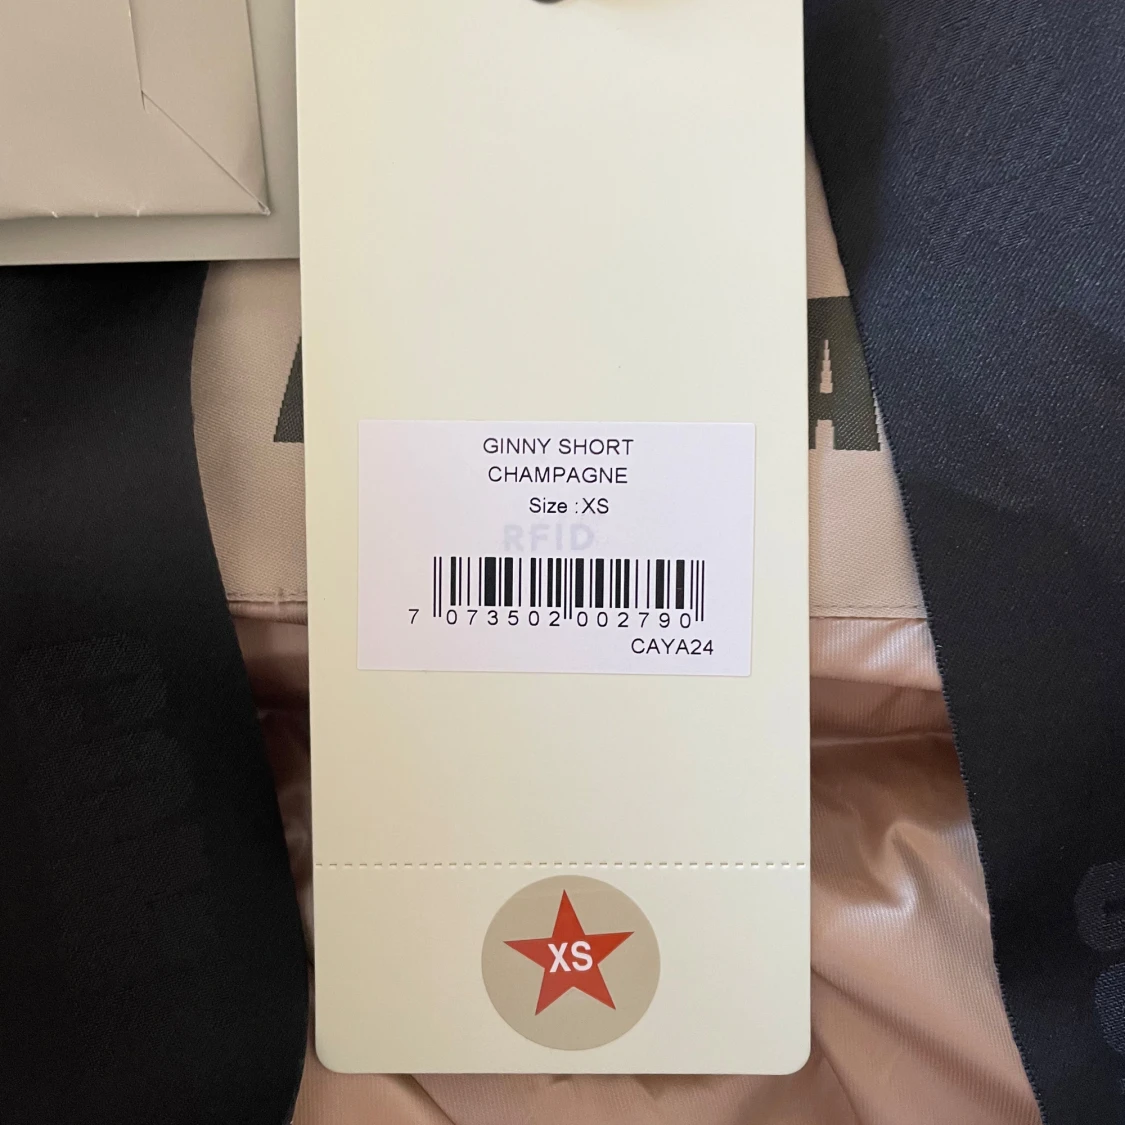 GINNY SHORT
CHAMPAGNE
Size :XS
RFID
7 073502 002790
CAYA24
XS